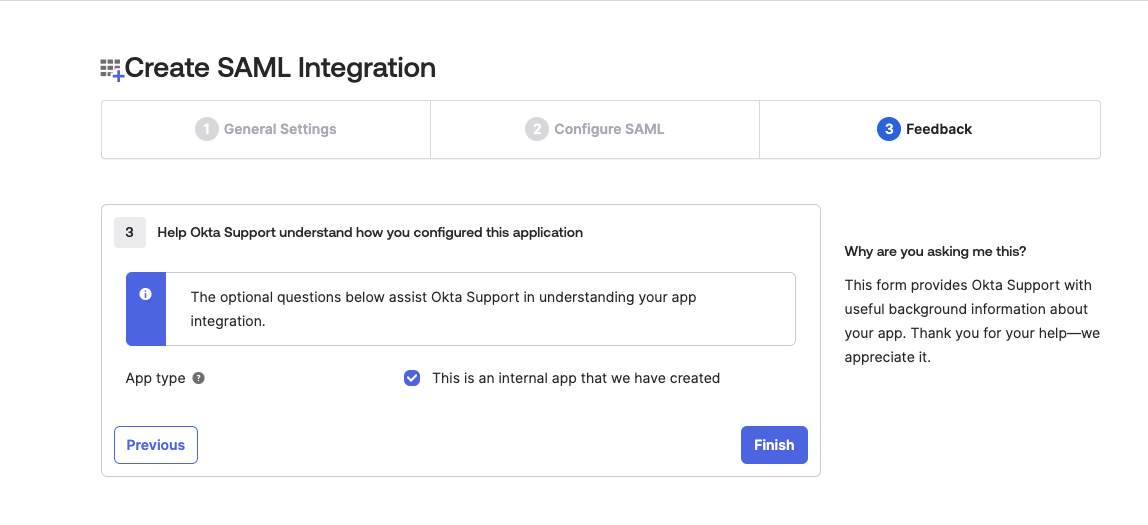 Create SAML Integration
1 General Settings
2 Configure SAML
3 Feedback
3 Help Okta Support understand how you configured this application
The optional questions below assist Okta Support in understanding your app
integration.
App type ?
This is an internal app that we have created
Previous
Finish
Why are you asking me this?
This form provides Okta Support with
useful background information about
your app. Thank you for your help—we
appreciate it.